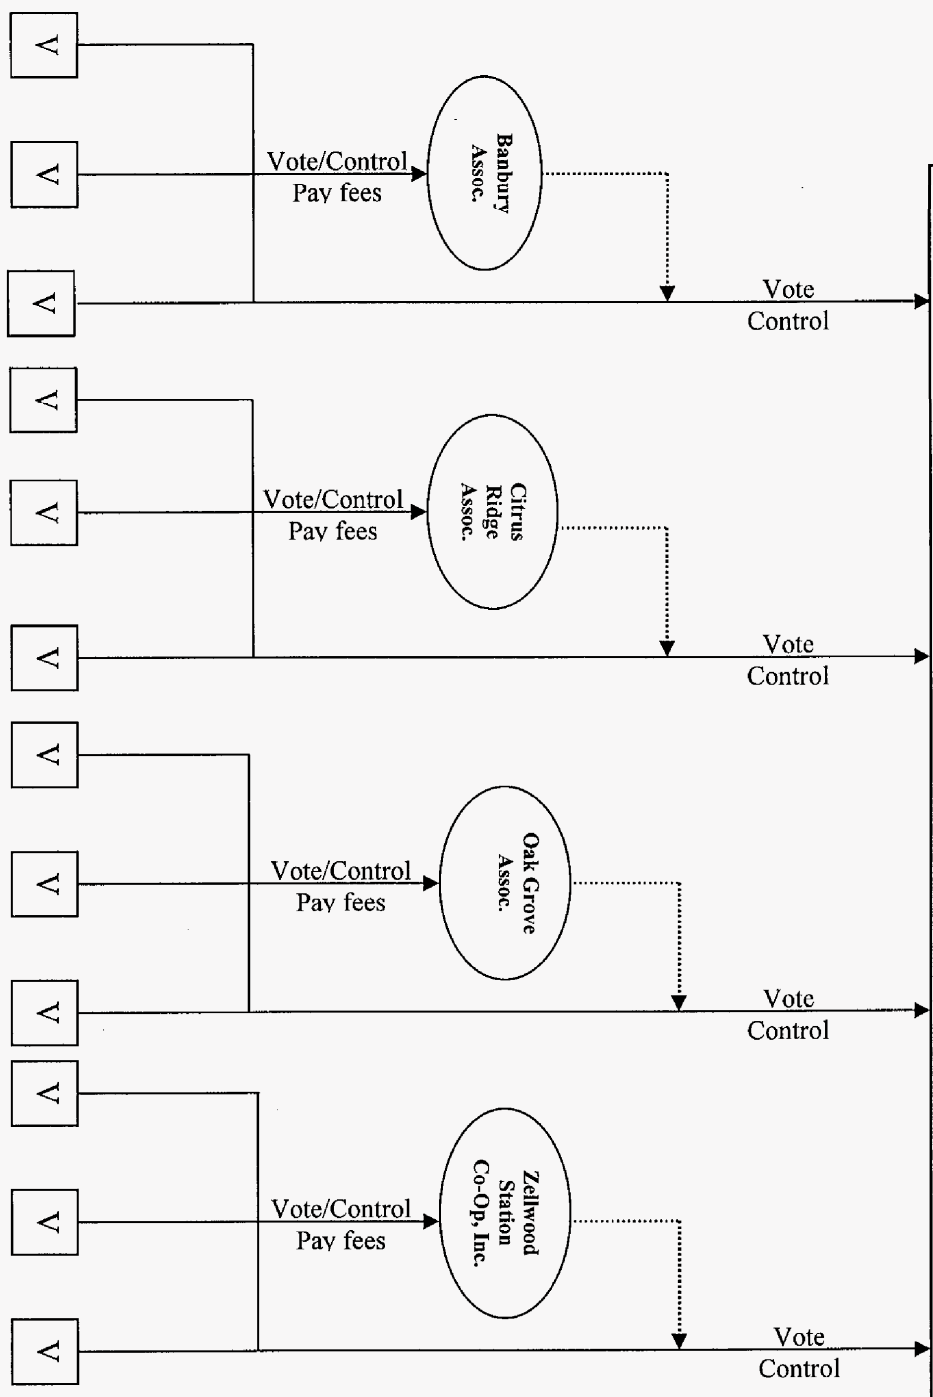 V
V
V
Vote/Control
Pay fees
Banbury
Assoc.
Vote
Control
V
V
V
Vote/Control
Pay fees
Citrus
Ridge
Assoc.
Vote
Control
V
V
V
Vote/Control
Pay fees
Oak Grove
Assoc.
Vote
Control
V
V
V
Vote/Control
Pay fees
Zellwood
Station
Co-Op, Inc.
Vote
Control